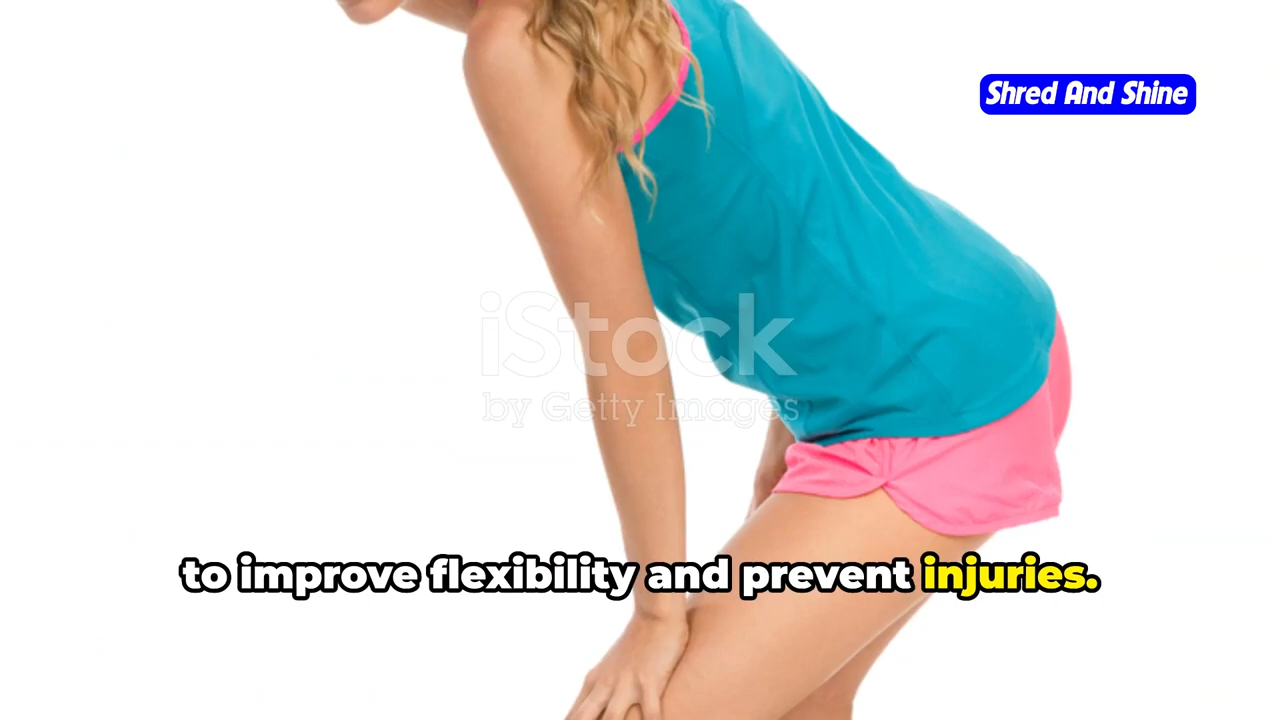 Shred And Shine
iStock
by Getty Images
to improve flexibility and prevent injuries.